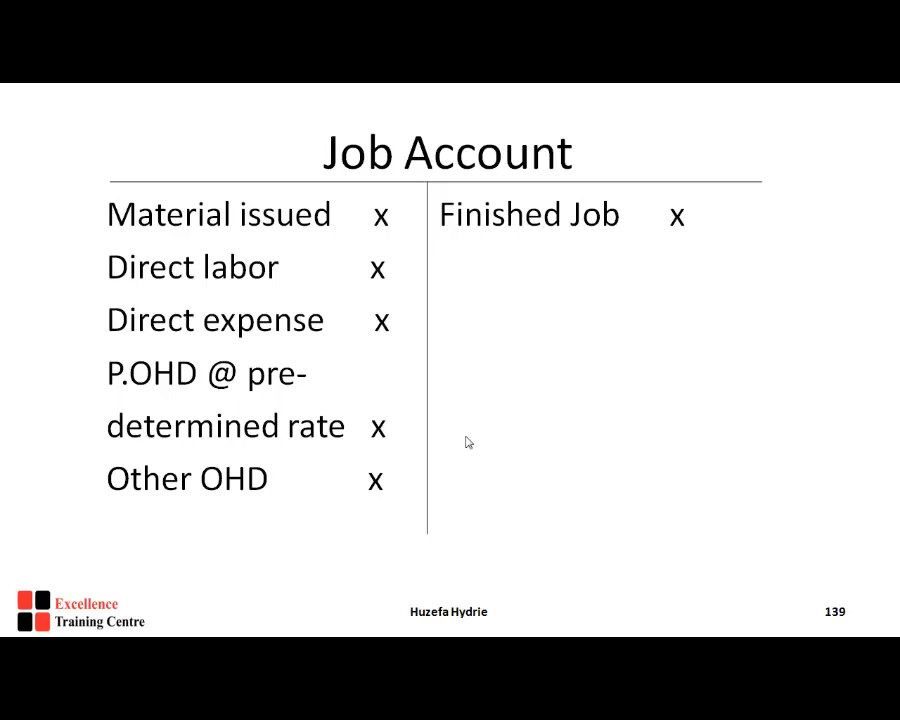 Job Account
Material issued x
Direct labor x
Direct expense x
P.OHD @ pre-
determined rate x
Other OHD x
Finished Job x
Excellence
Training Centre
Huzefa Hydrie
139